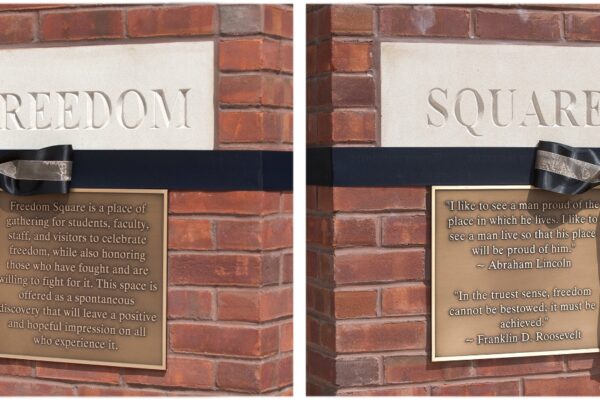 FREEDOM
Freedom Square is a place of
gathering for students, faculty,
staff, and visitors to celebrate
freedom, while also honoring
those who have fought and are
willing to fight for it. This space is
offered as a spontaneous
discovery that will leave a positive
and hopeful impression on all
who experience it.
SQUARE
"I like to see a man proud of the
place in which he lives. I like to
see a man live so that his place
will be proud of him."
~ Abraham Lincoln
"In the truest sense, freedom
cannot be bestowed, it must be
achieved."
~ Franklin D. Roosevelt